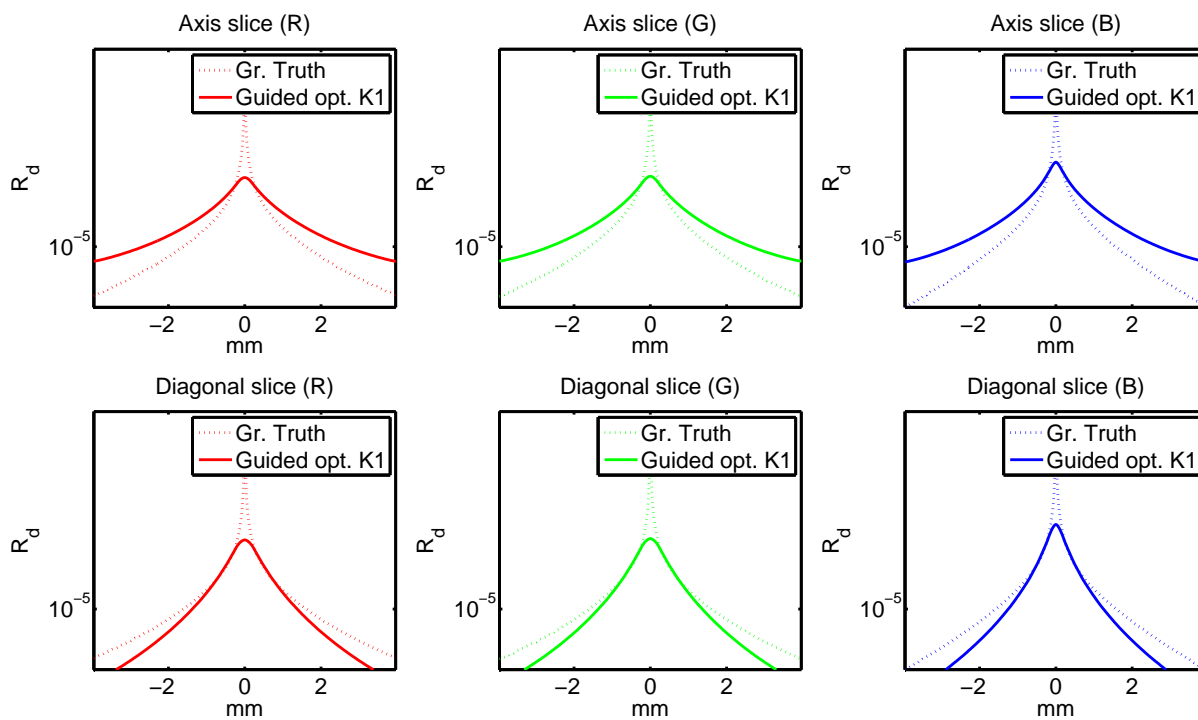 Axis slice (R)
Gr. Truth
Guided opt. K1
R_d
10^−5
−2 0 2
mm
Axis slice (G)
Gr. Truth
Guided opt. K1
R_d
10^−5
−2 0 2
mm
Axis slice (B)
Gr. Truth
Guided opt. K1
R_d
10^−5
−2 0 2
mm
Diagonal slice (R)
Gr. Truth
Guided opt. K1
R_d
10^−5
−2 0 2
mm
Diagonal slice (G)
Gr. Truth
Guided opt. K1
R_d
10^−5
−2 0 2
mm
Diagonal slice (B)
Gr. Truth
Guided opt. K1
R_d
10^−5
−2 0 2
mm